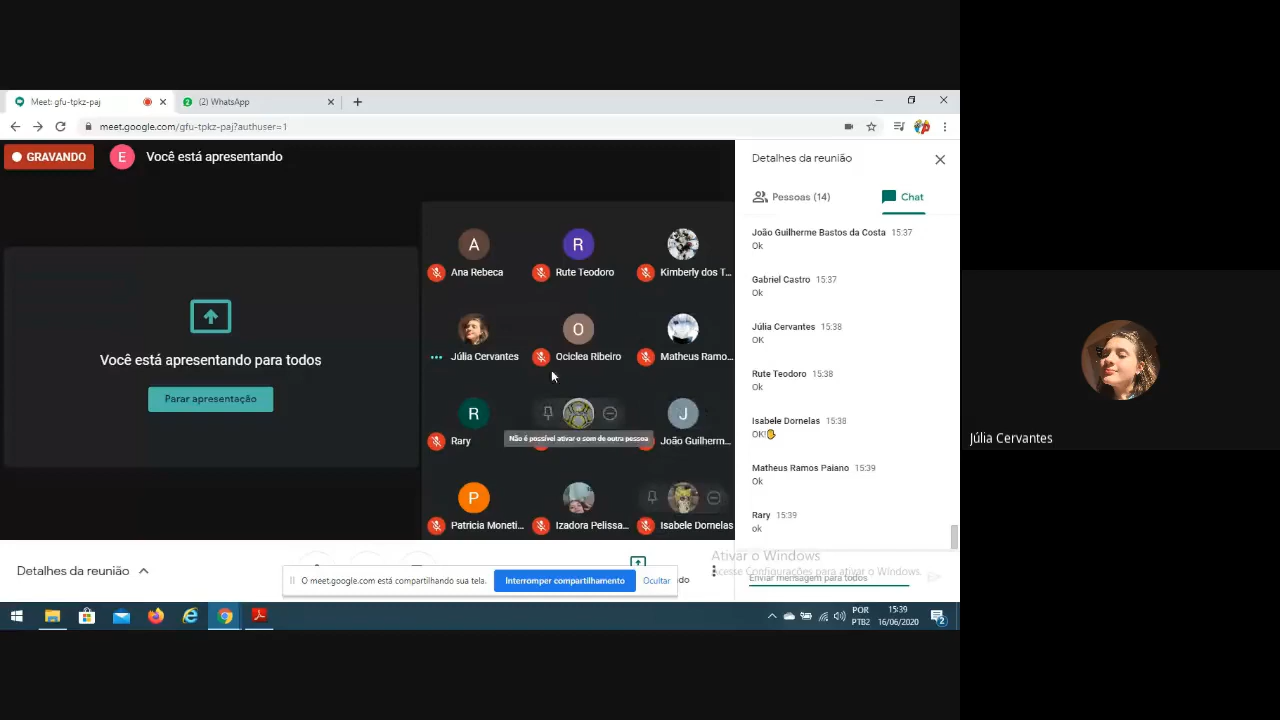 Meet: gfu-tpkz-paj
(2) WhatsApp
meet.google.com/gfu-tpkz-paj?authuser=1
GRAVANDO
E
Você está apresentando
Detalhes da reunião
Pessoas (14)
Chat
João Guilherme Bastos da Costa 15:37
Ok
Gabriel Castro 15:37
Ok
Júlia Cervantes 15:38
OK
Rute Teodoro 15:38
Ok
Isabele Dornelas 15:38
OK!✋
Matheus Ramos Paiano 15:39
Ok
Rary 15:39
ok
Ativar o Windows
Acesse Configurações para ativar o Windows.
Enviar mensagem para todos
A
Ana Rebeca
R
Rute Teodoro
Kimberly dos T...
Júlia Cervantes
O
Ociclea Ribeiro
Matheus Ramo...
R
Rary
Não é possível ativar o som de outra pessoa
J
João Guilherm...
P
Patricia Moneti...
Izadora Pelissa...
Isabele Dornelas
Você está apresentando para todos
Parar apresentação
Detalhes da reunião
O meet.google.com está compartilhando sua tela.
Interromper compartilhamento
Ocultar
POR
PTB2
15:39
16/06/2020
2
Júlia Cervantes